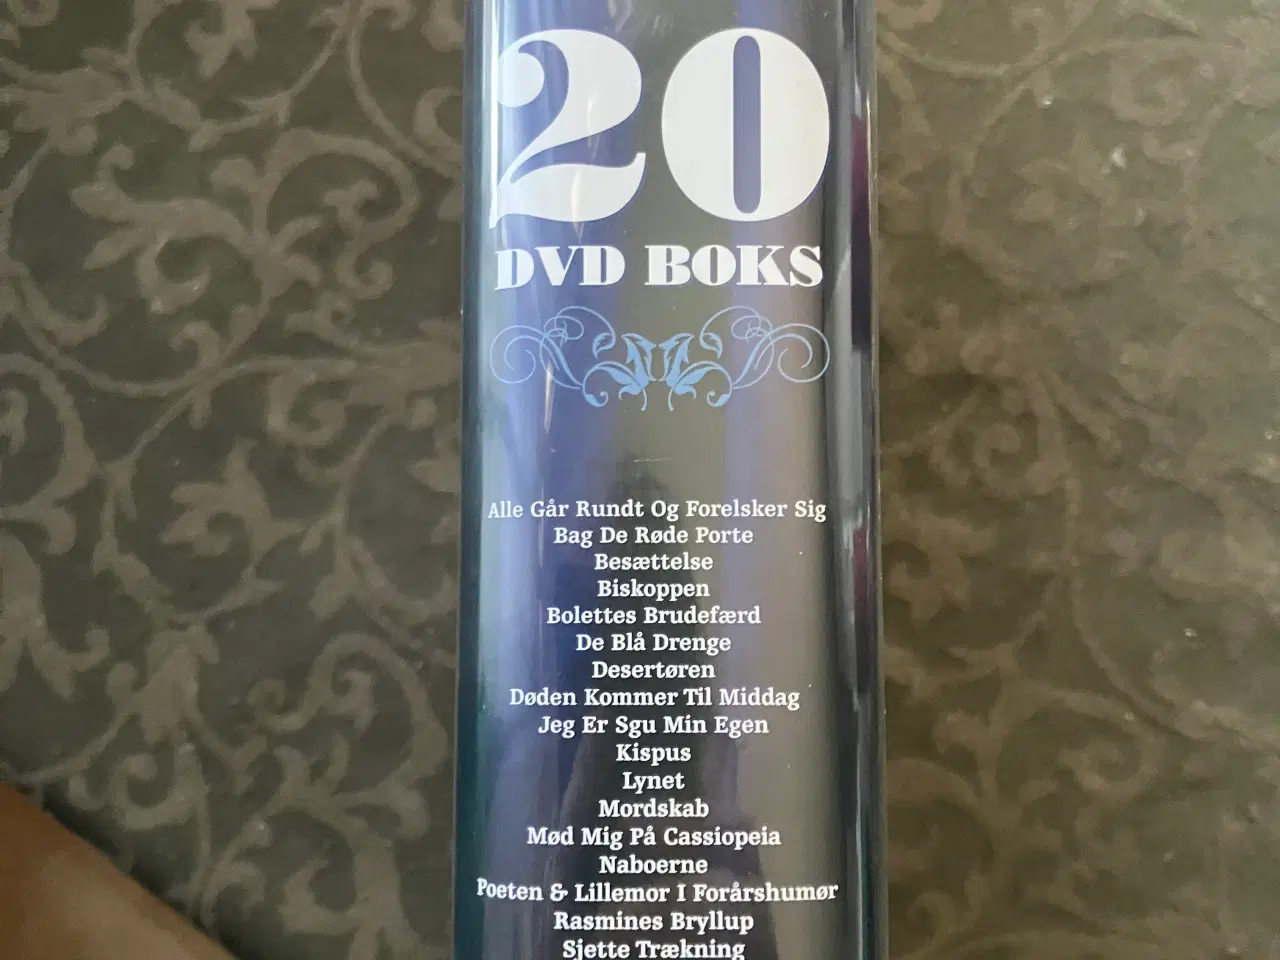 20
DVD BOKS
Alle Går Rundt Og Forelsker Sig
Bag De Røde Porte
Besættelse
Biskoppen
Bolettes Brudefærd
De Blå Drenge
Desertøren
Døden Kommer Til Middag
Jeg Er Sgu Min Egen
Kispus
Lynet
Mordskab
Mød Mig På Cassiopeia
Naboerne
Poeten & Lillemor I Forårshumør
Rasmines Bryllup
Sjette Trækning